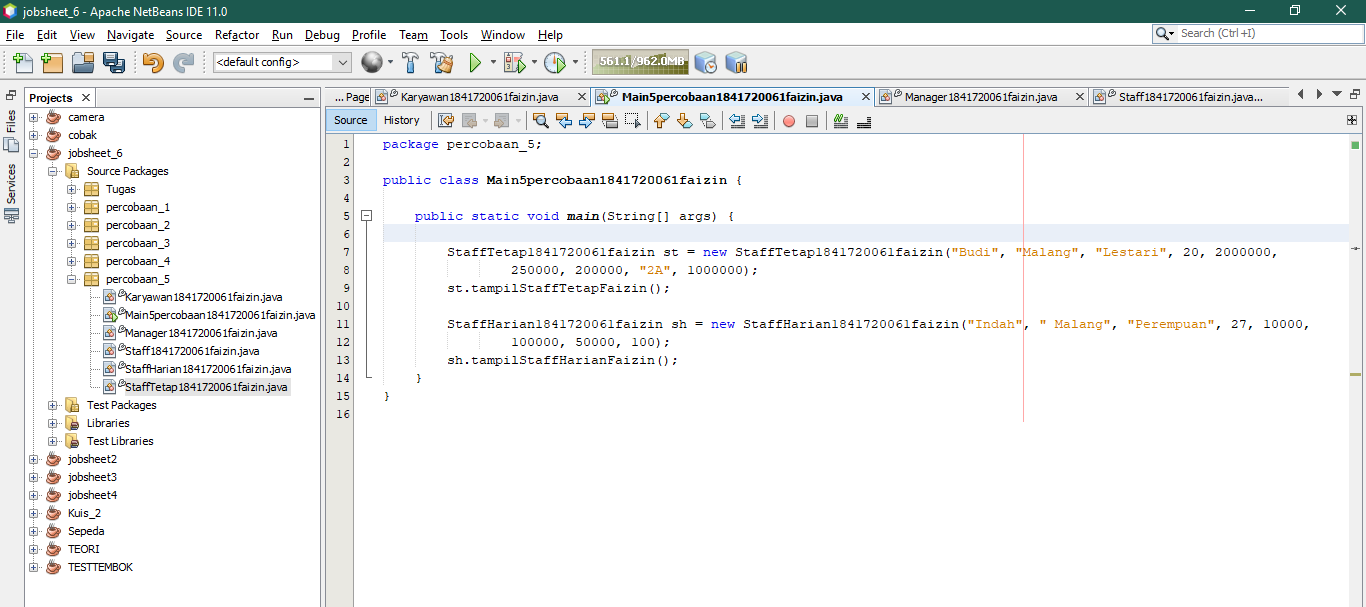 jobsheet_6 - Apache NetBeans IDE 11.0
File Edit View Navigate Source Refactor Run Debug Profile Team Tools Window Help
Search (Ctrl+I)
<default config>
561.1/962.0MB
Projects
...Page
Karyawan1841720061faizin.java
Main5percobaan1841720061faizin.java
Manager1841720061faizin.java
Staff1841720061faizin.java...
Files
Services
Source History
camera
cobak
jobsheet_6
Source Packages
Tugas
percobaan_1
percobaan_2
percobaan_3
percobaan_4
percobaan_5
Karyawan1841720061faizin.java
Main5percobaan1841720061faizin.java
Manager1841720061faizin.java
Staff1841720061faizin.java
StaffHarian1841720061faizin.java
StaffTetap1841720061faizin.java
Test Packages
Libraries
Test Libraries
jobsheet2
jobsheet3
jobsheet4
Kuis_2
Sepeda
TEORI
TESTTEMBOK
1 package percobaan_5;
2
3 public class Main5percobaan1841720061faizin {
4
5 public static void main(String[] args) {
6
7 StaffTetap1841720061faizin st = new StaffTetap1841720061faizin("Budi", "Malang", "Lestari", 20, 2000000,
8 250000, 200000, "2A", 1000000);
9 st.tampilStaffTetapFaizin();
10
11 StaffHarian1841720061faizin sh = new StaffHarian1841720061faizin("Indah", " Malang", "Perempuan", 27, 10000,
12 100000, 50000, 100);
13 sh.tampilStaffHarianFaizin();
14 }
15 }
16